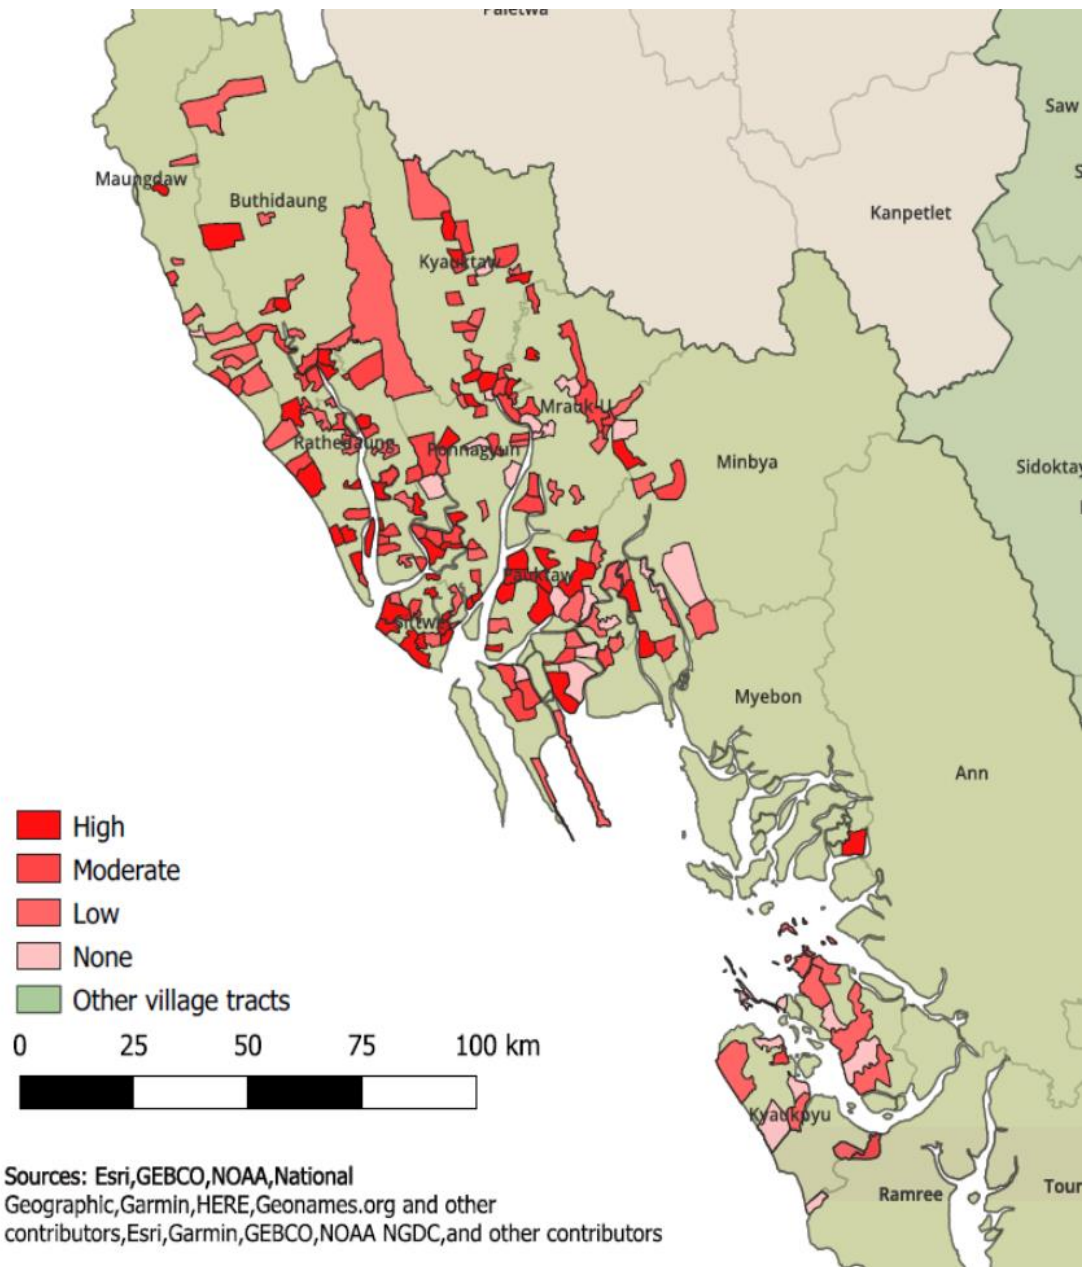 Paletwa
Saw
S
Maungdaw
Buthidaung
Kanpetlet
Kyauktaw
Mrauk-U
Rathedaung
Ponnagyun
Minbya
Sidoktay
Pauktaw
Sittwe
Myebon
Ann
High
Moderate
Low
None
Other village tracts
0 25 50 75 100 km
Kyaukpyu
Sources: Esri,GEBCO,NOAA,National
Geographic,Garmin,HERE,Geonames.org and other
contributors,Esri,Garmin,GEBCO,NOAA NGDC,and other contributors
Ramree
Tour